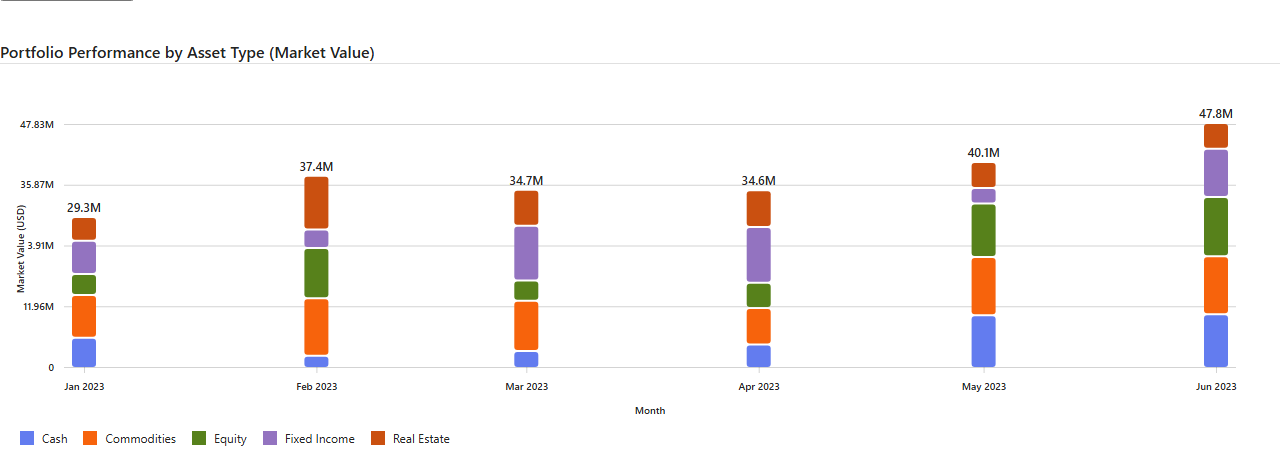 Portfolio Performance by Asset Type (Market Value)
47.8M
47.83M
40.1M
37.4M
34.7M
34.6M
35.87M
29.3M
Market Value (USD)
3.91M
11.96M
0
Jan 2023
Feb 2023
Mar 2023
Apr 2023
May 2023
Jun 2023
Month
Cash
Commodities
Equity
Fixed Income
Real Estate